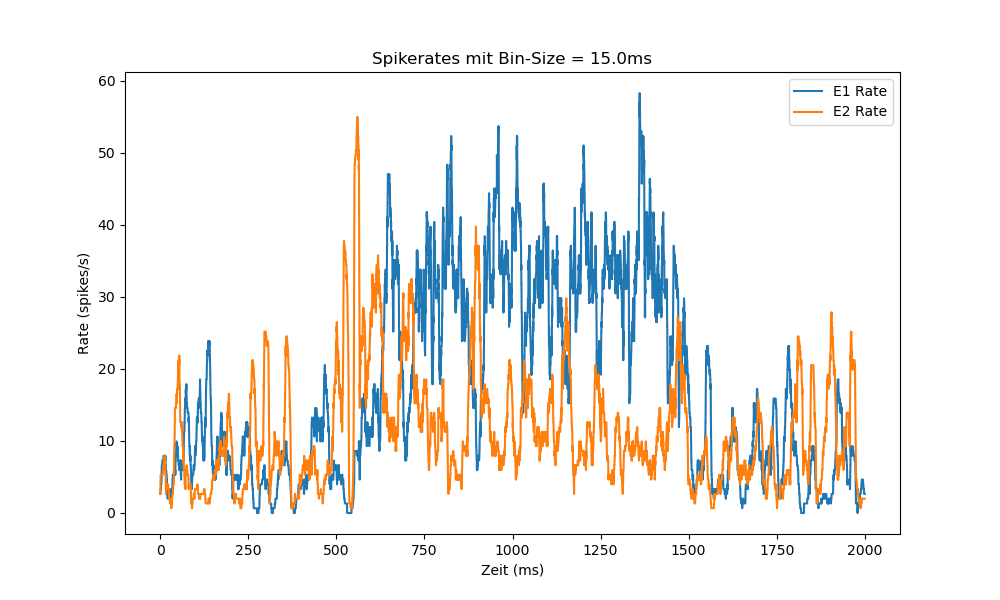 Spikerates mit Bin-Size = 15.0ms
E1 Rate
E2 Rate
60
50
40
30
20
10
0
Rate (spikes/s)
0 250 500 750 1000 1250 1500 1750 2000
Zeit (ms)